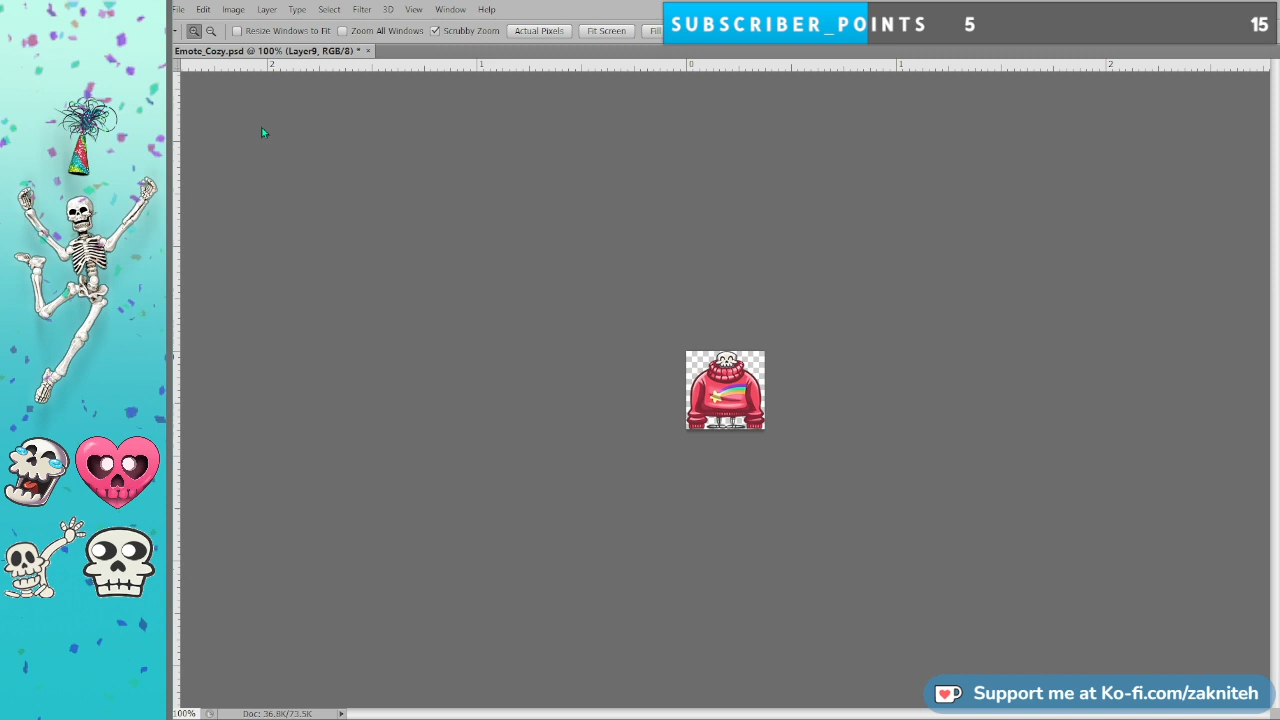 File Edit Image Layer Type Select Filter 3D View Window Help
Resize Windows to Fit Zoom All Windows Scrubby Zoom Actual Pixels Fit Screen Fill
SUBSCRIBER_POINTS 5 15
Emote_Cozy.psd @ 100% (Layer9, RGB/8) * ×
2 1 0 1 2
Support me at Ko-fi.com/zakniteh
100% Doc: 36.8K/73.5K